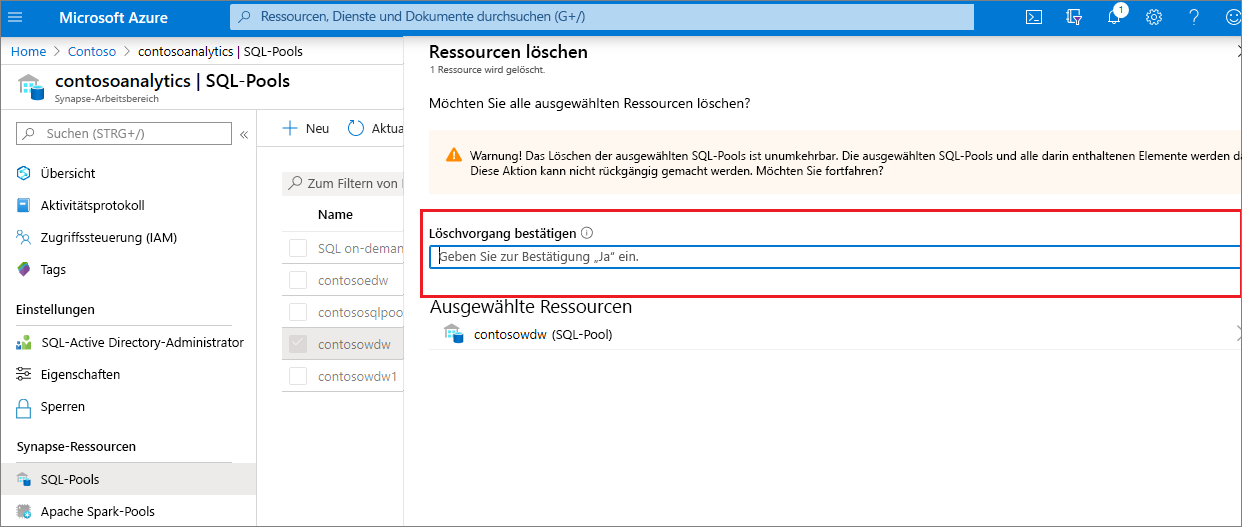 Microsoft Azure
Ressourcen, Dienste und Dokumente durchsuchen (G+/)
1
Home > Contoso > contosoanalytics | SQL-Pools
contosoanalytics | SQL-Pools
Synapse-Arbeitsbereich
Suchen (STRG+/)
Übersicht
Aktivitätsprotokoll
Zugriffssteuerung (IAM)
Tags
Einstellungen
SQL-Active Directory-Administrator
Eigenschaften
Sperren
Synapse-Ressourcen
SQL-Pools
Apache Spark-Pools
Neu
Aktua
Zum Filtern von
Name
SQL on-deman
contosoedw
contososqlpoo
contosowdw
contosowdw1
Ressourcen löschen
1 Ressource wird gelöscht.
Möchten Sie alle ausgewählten Ressourcen löschen?
Warnung! Das Löschen der ausgewählten SQL-Pools ist unumkehrbar. Die ausgewählten SQL-Pools und alle darin enthaltenen Elemente werden da
Diese Aktion kann nicht rückgängig gemacht werden. Möchten Sie fortfahren?
Löschvorgang bestätigen
Geben Sie zur Bestätigung „Ja“ ein.
Ausgewählte Ressourcen
contosowdw (SQL-Pool)